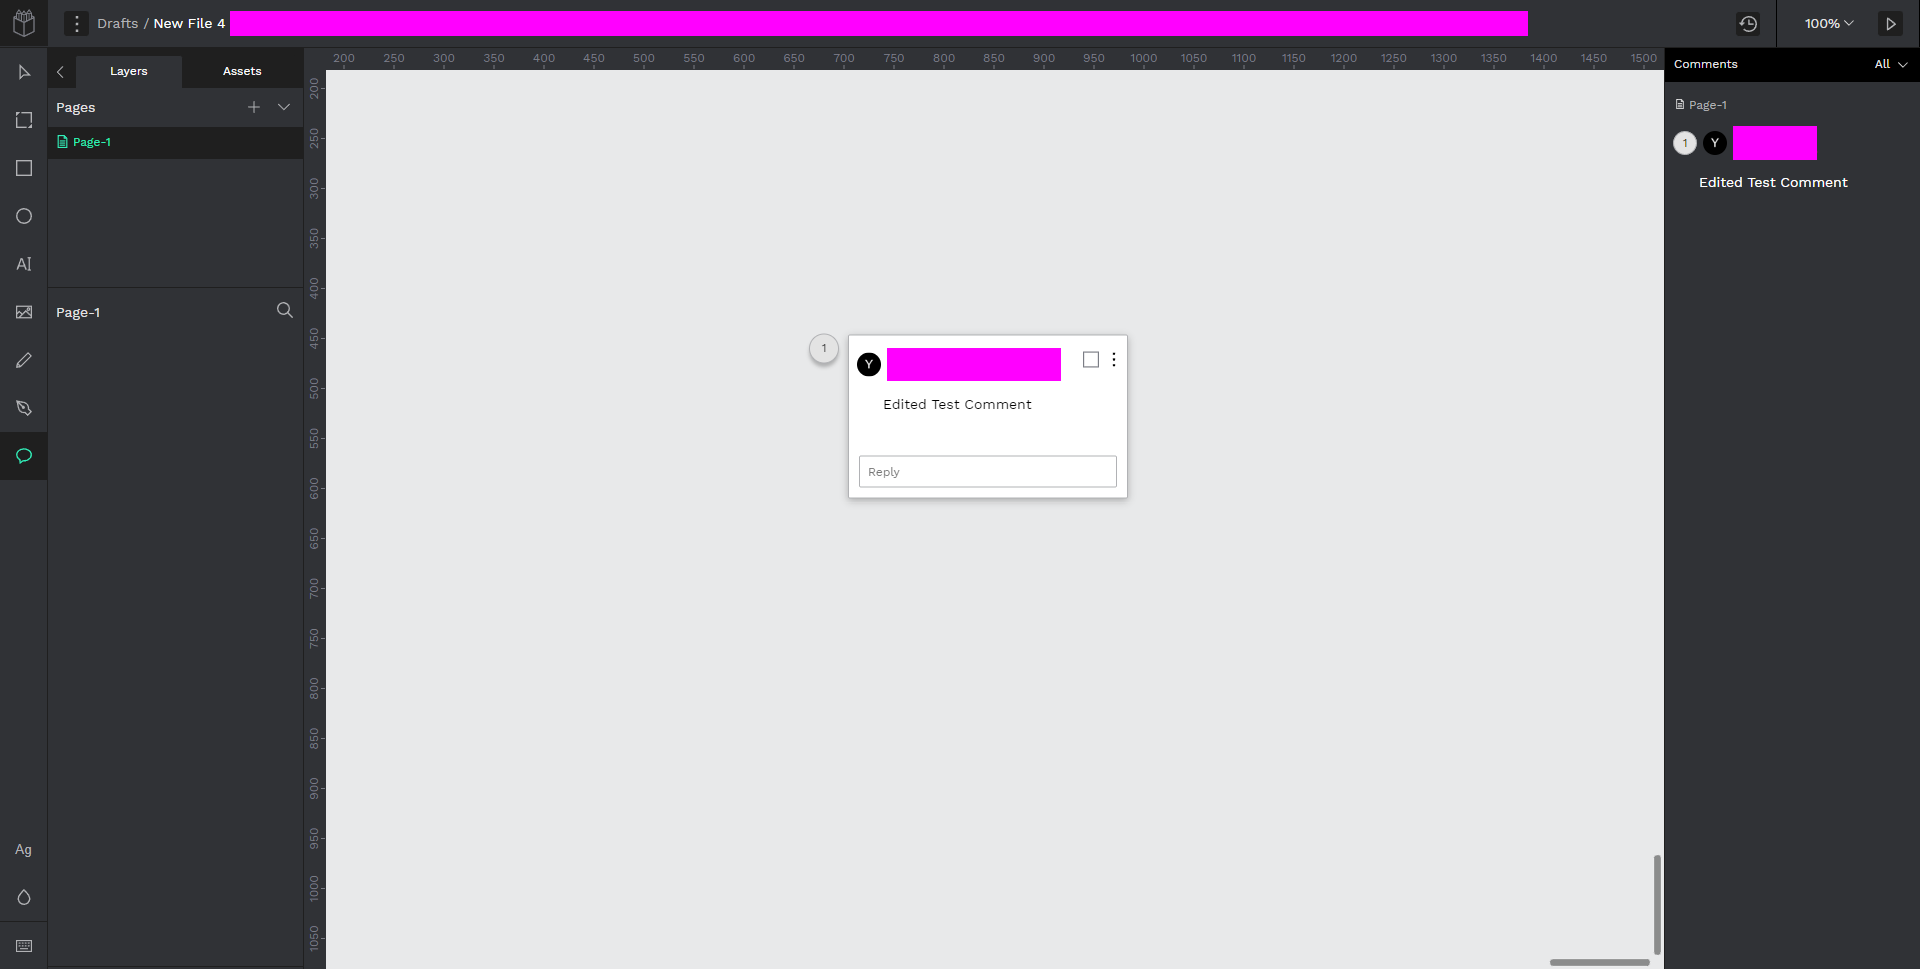 Drafts / New File 4
100%
Layers
Assets
Pages
Page-1
Page-1
AI
Ag
200 250 300 350 400 450 500 550 600 650 700 750 800 850 900 950 1000 1050 1100 1150 1200 1250 1300 1350 1400 1450 1500
200
250
300
350
400
450
500
550
600
650
700
750
800
850
900
950
1000
1050
1
Y
Edited Test Comment
Reply
Comments
All
Page-1
1 Y
Edited Test Comment